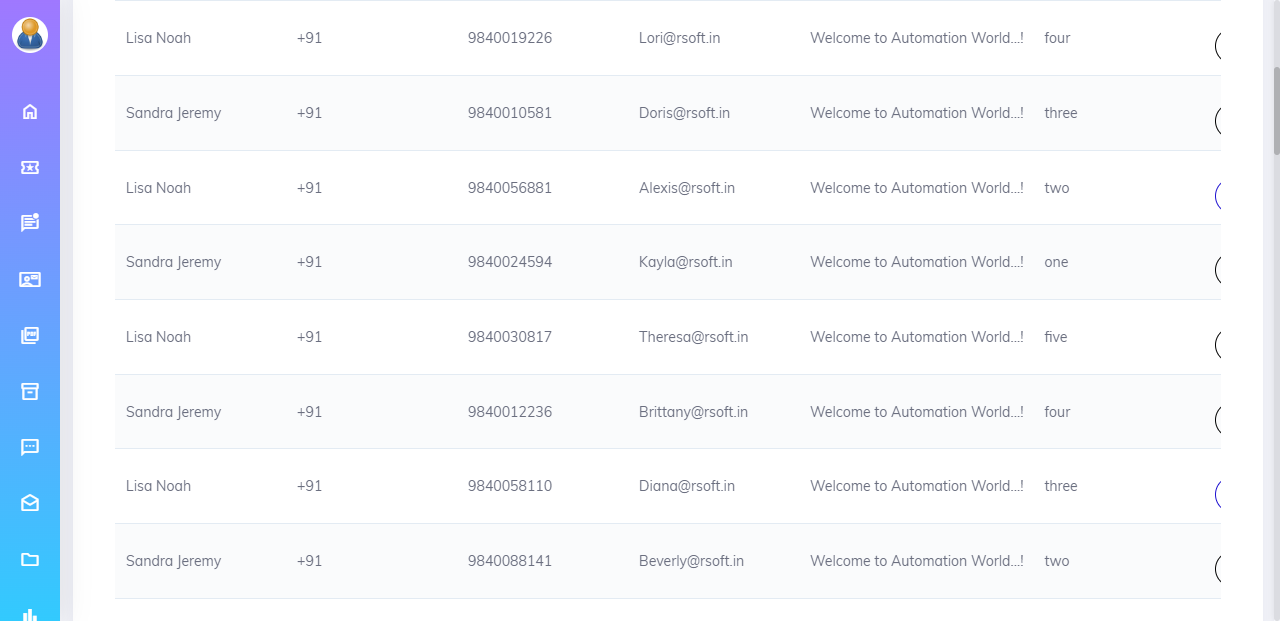 Lisa Noah +91 9840019226 Lori@rsoft.in Welcome to Automation World...! four
Sandra Jeremy +91 9840010581 Doris@rsoft.in Welcome to Automation World...! three
Lisa Noah +91 9840056881 Alexis@rsoft.in Welcome to Automation World...! two
Sandra Jeremy +91 9840024594 Kayla@rsoft.in Welcome to Automation World...! one
Lisa Noah +91 9840030817 Theresa@rsoft.in Welcome to Automation World...! five
Sandra Jeremy +91 9840012236 Brittany@rsoft.in Welcome to Automation World...! four
Lisa Noah +91 9840058110 Diana@rsoft.in Welcome to Automation World...! three
Sandra Jeremy +91 9840088141 Beverly@rsoft.in Welcome to Automation World...! two